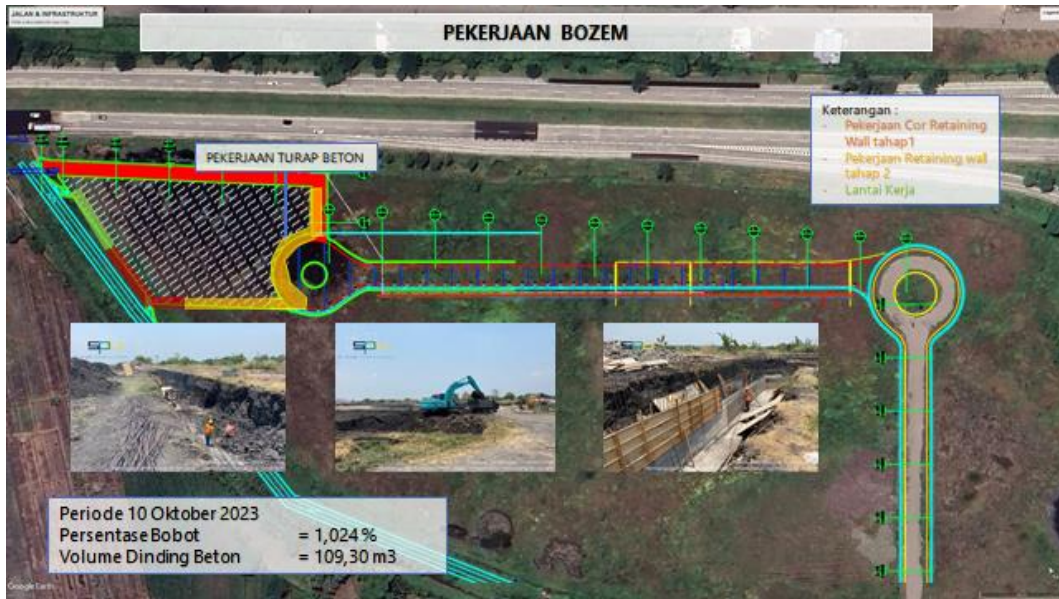 JALAN & INFRASTRUKTUR
PEKERJAAN BOZEM
Keterangan :
- Pekerjaan Cor Retaining
Wall tahap1
- Pekerjaan Retaining wall
tahap 2
- Lantai Kerja
PEKERJAAN TURAP BETON
Periode 10 Oktober 2023
Persentase Bobot = 1,024 %
Volume Dinding Beton = 109,30 m3
Google Earth